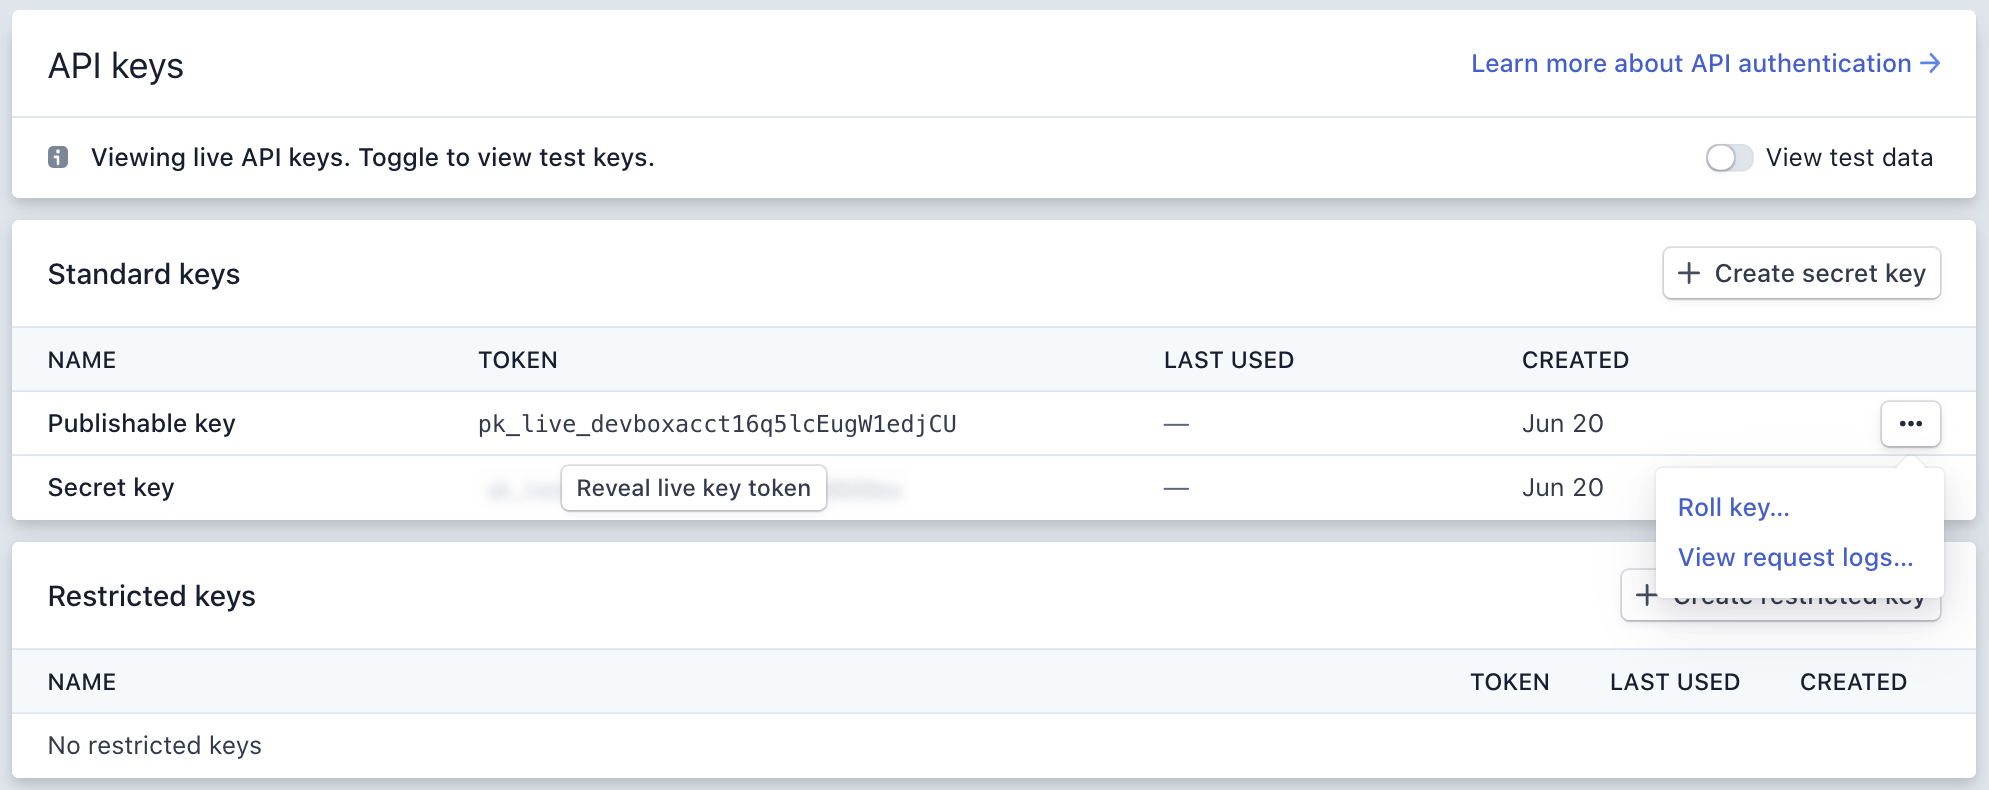 API keys
Learn more about API authentication →
Viewing live API keys. Toggle to view test keys.
View test data
Standard keys
+ Create secret key
NAME TOKEN LAST USED CREATED
Publishable key pk_live_devboxacct16q5lcEugW1edjCU — Jun 20 •••
Secret key Reveal live key token — Jun 20
Roll key...
View request logs...
Restricted keys
+ Create restricted key
NAME TOKEN LAST USED CREATED
No restricted keys